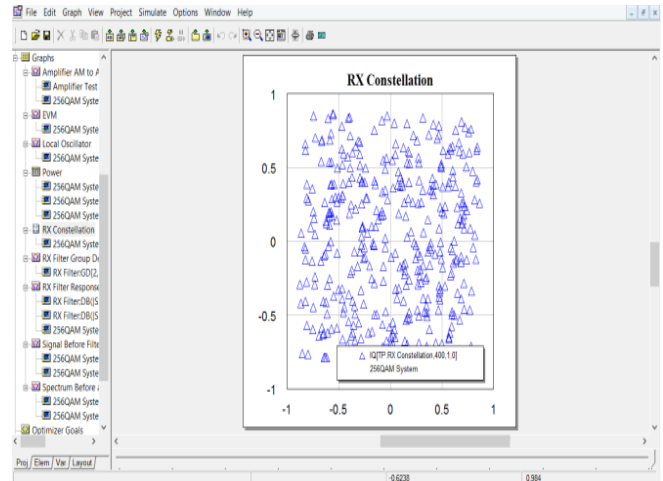 File Edit Graph View Project Simulate Options Window Help
Graphs
Amplifier AM to A
Amplifier Test
256QAM Syste
EVM
256QAM Syste
Local Oscillator
256QAM Syste
Power
256QAM Syste
256QAM Syste
256QAM Syste
RX Constellation
256QAM Syste
RX Filter Group De
RX Filter:GD[2,
RX Filter Response
RX Filter:DB(|S
RX Filter:DB(|S
256QAM Syste
Signal Before Filte
256QAM Syste
256QAM Syste
Spectrum Before
256QAM Syste
256QAM Syste
Optimizer Goals
Proj Elem Var Layout
RX Constellation
1
0.5
0
-0.5
-1
-1 -0.5 0 0.5 1
IQ[TP RX Constellation,400,1,0]
256QAM System
-0.6238 0.984